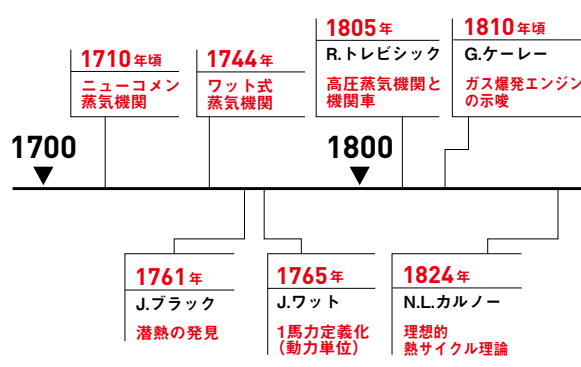 1710年頃
ニューコメン
蒸気機関
1744年
ワット式
蒸気機関
1805年
R.トレビシック
高圧蒸気機関と
機関車
1810年頃
G.ケーレー
ガス爆発エンジン
の示唆
1700
1800
1761年
J.ブラック
潜熱の発見
1765年
J.ワット
1馬力定義化
(動力単位)
1824年
N.L.カルノー
理想的
熱サイクル理論